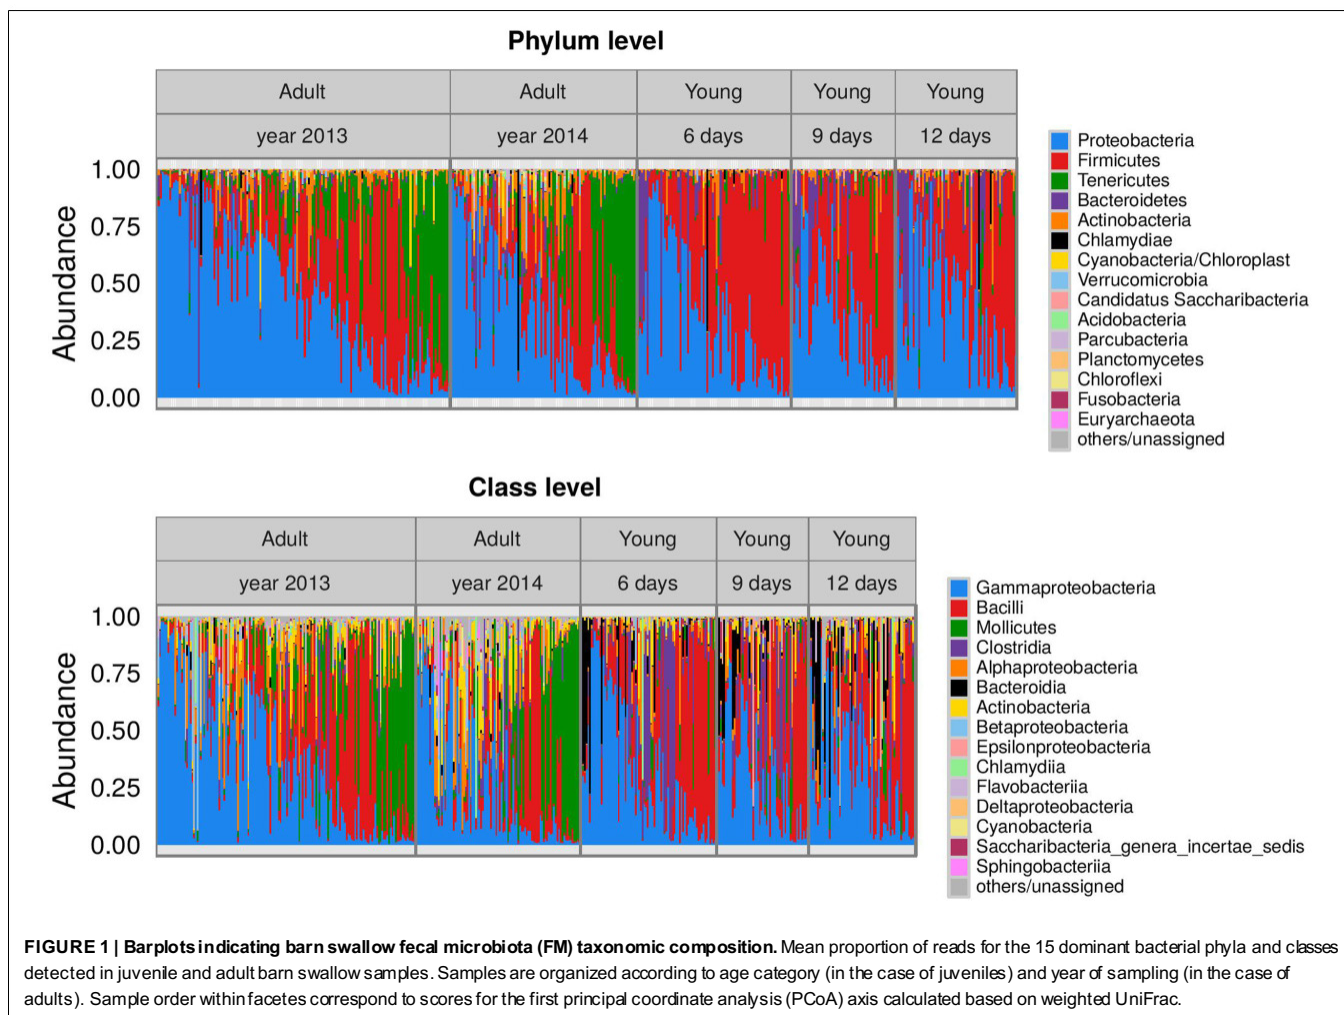 Phylum level
Adult Adult Young Young Young
year 2013 year 2014 6 days 9 days 12 days
Abundance
1.00
0.75
0.50
0.25
0.00
Proteobacteria
Firmicutes
Tenericutes
Bacteroidetes
Actinobacteria
Chlamydiae
Cyanobacteria/Chloroplast
Verrucomicrobia
Candidatus Saccharibacteria
Acidobacteria
Parcubacteria
Planctomycetes
Chloroflexi
Fusobacteria
Euryarchaeota
others/unassigned
Class level
Adult Adult Young Young Young
year 2013 year 2014 6 days 9 days 12 days
Abundance
1.00
0.75
0.50
0.25
0.00
Gammaproteobacteria
Bacilli
Mollicutes
Clostridia
Alphaproteobacteria
Bacteroidia
Actinobacteria
Betaproteobacteria
Epsilonproteobacteria
Chlamydiia
Flavobacteriia
Deltaproteobacteria
Cyanobacteria
Saccharibacteria_genera_incertae_sedis
Sphingobacteriia
others/unassigned
FIGURE 1 | Barplots indicating barn swallow fecal microbiota (FM) taxonomic composition. Mean proportion of reads for the 15 dominant bacterial phyla and classes
detected in juvenile and adult barn swallow samples. Samples are organized according to age category (in the case of juveniles) and year of sampling (in the case of
adults). Sample order within facetes correspond to scores for the first principal coordinate analysis (PCoA) axis calculated based on weighted UniFrac.